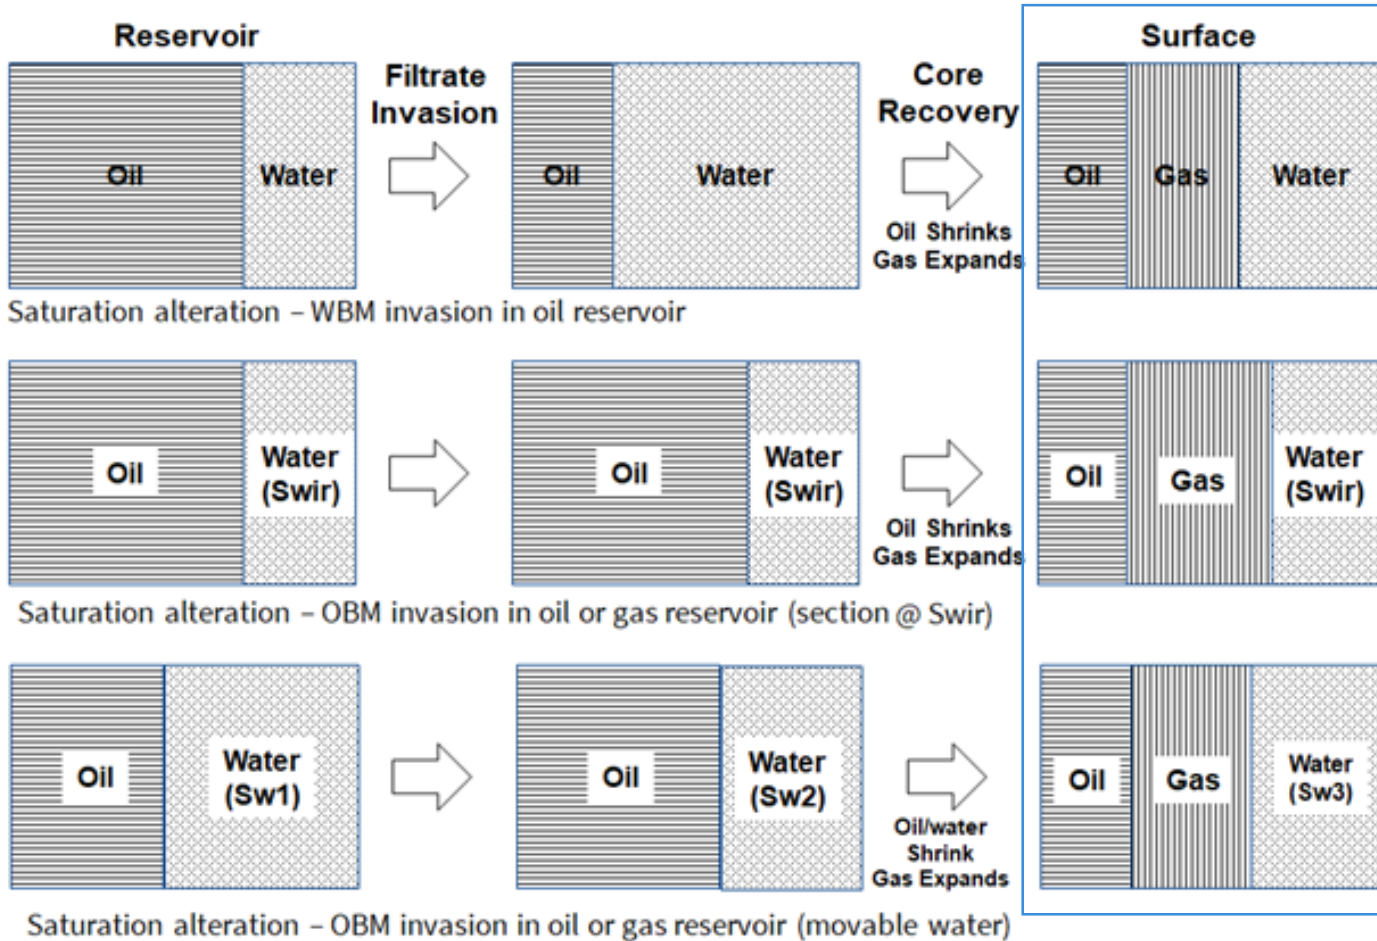 Reservoir
Surface
Filtrate
Invasion
Core
Recovery
Oil
Water
Oil
Water
Oil Shrinks
Gas Expands
Oil
Gas
Water
Saturation alteration – WBM invasion in oil reservoir
Oil
Water
(Swir)
Oil
Water
(Swir)
Oil Shrinks
Gas Expands
Oil
Gas
Water
(Swir)
Saturation alteration – OBM invasion in oil or gas reservoir (section @ Swir)
Oil
Water
(Sw1)
Oil
Water
(Sw2)
Oil/water
Shrink
Gas Expands
Oil
Gas
Water
(Sw3)
Saturation alteration – OBM invasion in oil or gas reservoir (movable water)